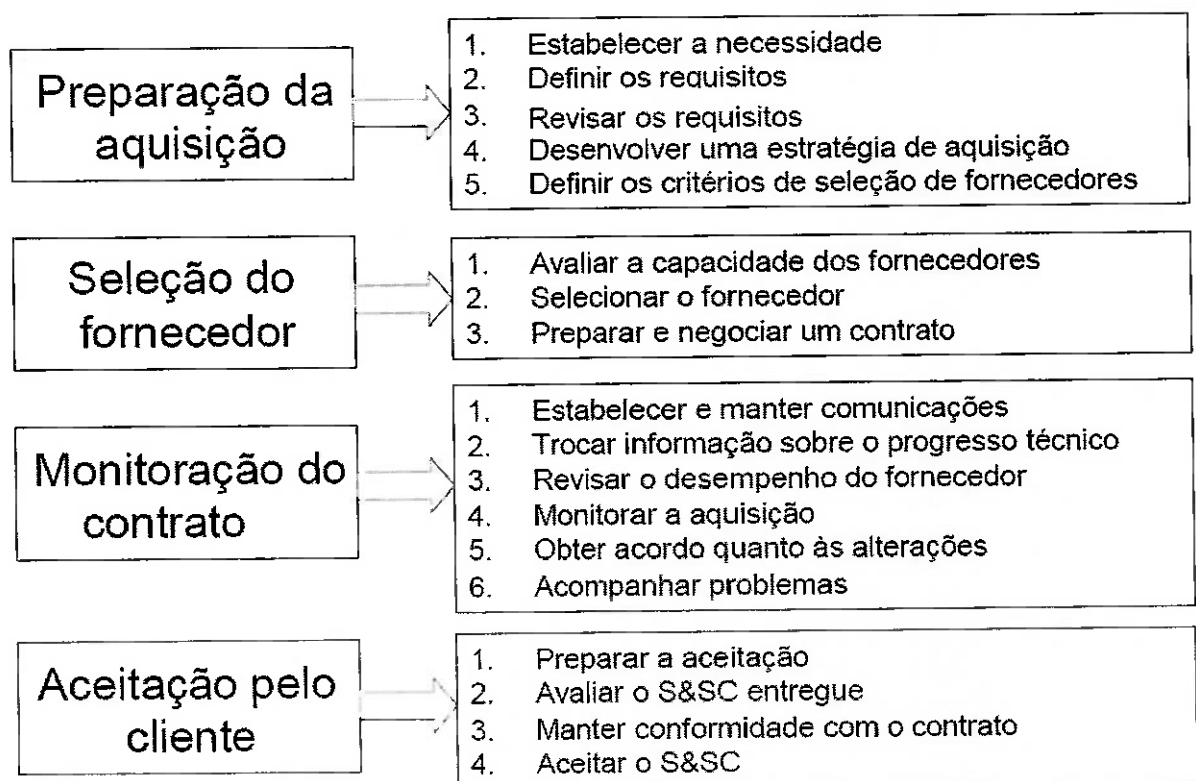 Preparação da
aquisição
1. Estabelecer a necessidade
2. Definir os requisitos
3. Revisar os requisitos
4. Desenvolver uma estratégia de aquisição
5. Definir os critérios de seleção de fornecedores
Seleção do
fornecedor
1. Avaliar a capacidade dos fornecedores
2. Selecionar o fornecedor
3. Preparar e negociar um contrato
Monitoração do
contrato
1. Estabelecer e manter comunicações
2. Trocar informação sobre o progresso técnico
3. Revisar o desempenho do fornecedor
4. Monitorar a aquisição
5. Obter acordo quanto às alterações
6. Acompanhar problemas
Aceitação pelo
cliente
1. Preparar a aceitação
2. Avaliar o S&SC entregue
3. Manter conformidade com o contrato
4. Aceitar o S&SC